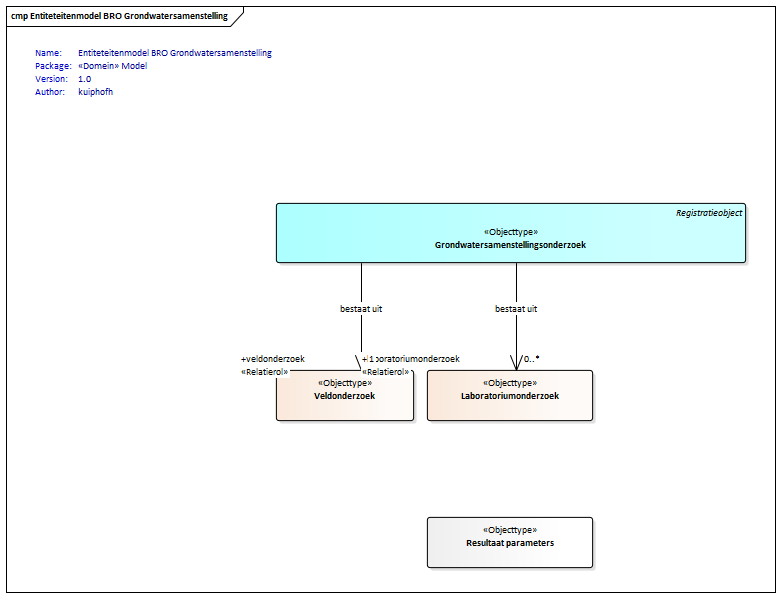 cmp Entiteteitenmodel BRO Grondwatersamenstelling
Name: Entiteteitenmodel BRO Grondwatersamenstelling
Package: «Domein» Model
Version: 1.0
Author: kuiphofh
Registratieobject
«Objecttype»
Grondwatersamenstellingsonderzoek
bestaat uit
bestaat uit
+veldonderzoek
«Relatierol»
1
«Relatierol»
0..*
«Objecttype»
Veldonderzoek
«Objecttype»
Laboratoriumonderzoek
«Objecttype»
Resultaat parameters